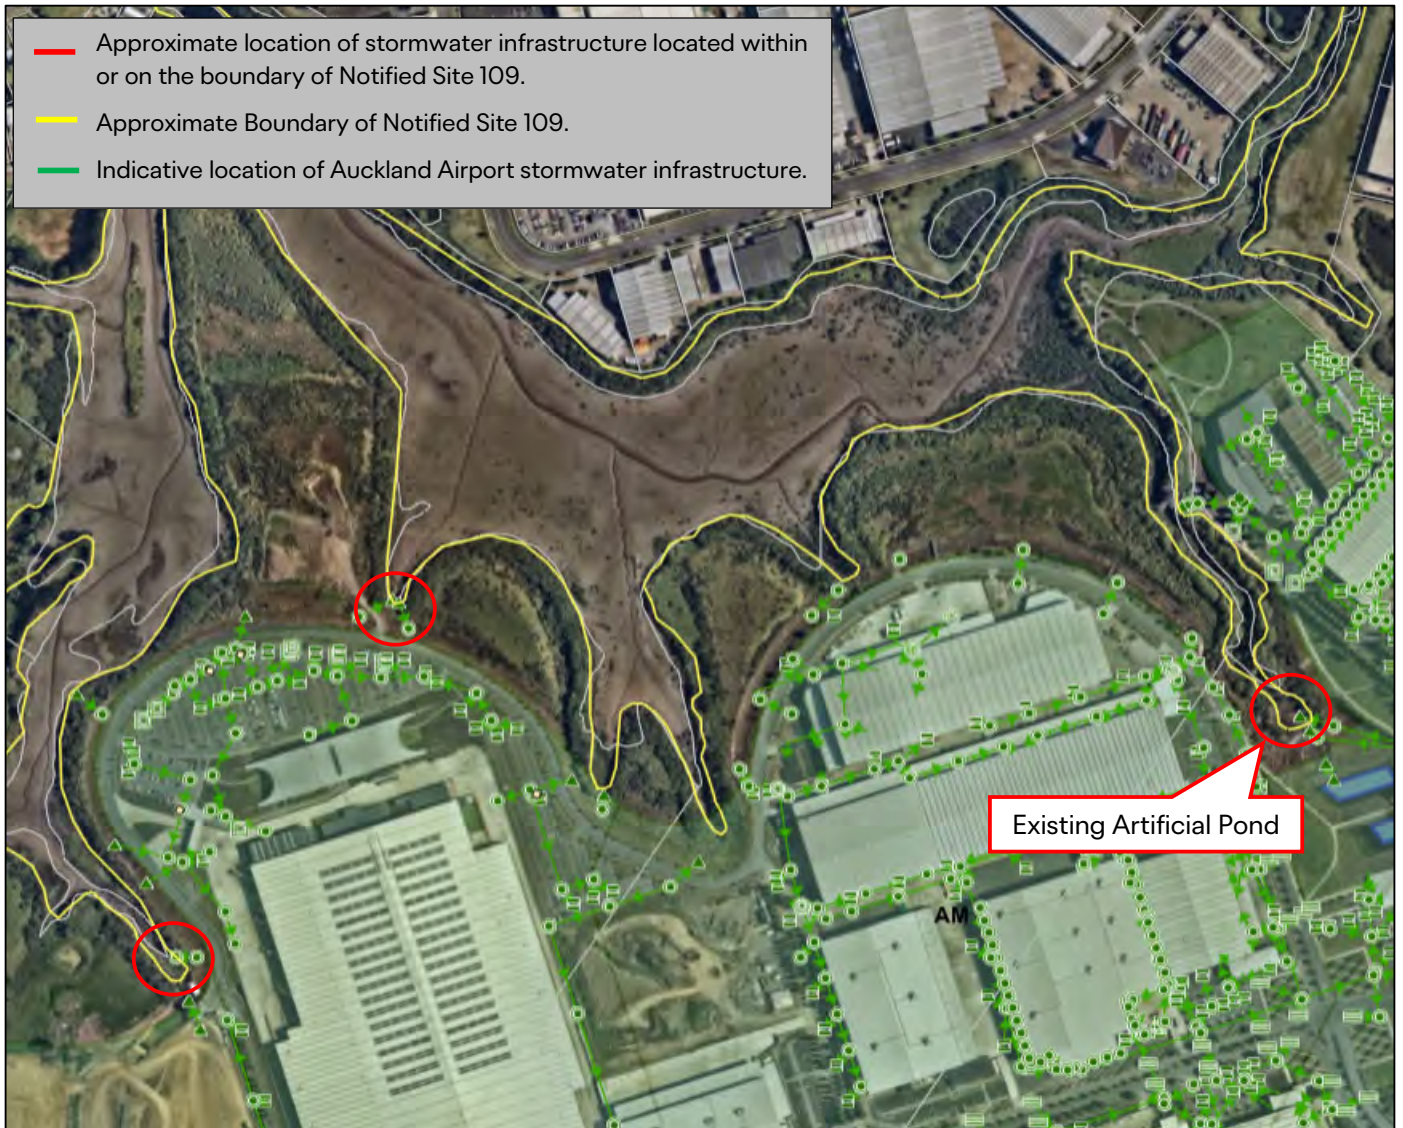 Approximate location of stormwater infrastructure located within
or on the boundary of Notified Site 109.
Approximate Boundary of Notified Site 109.
Indicative location of Auckland Airport stormwater infrastructure.
Existing Artificial Pond
AM